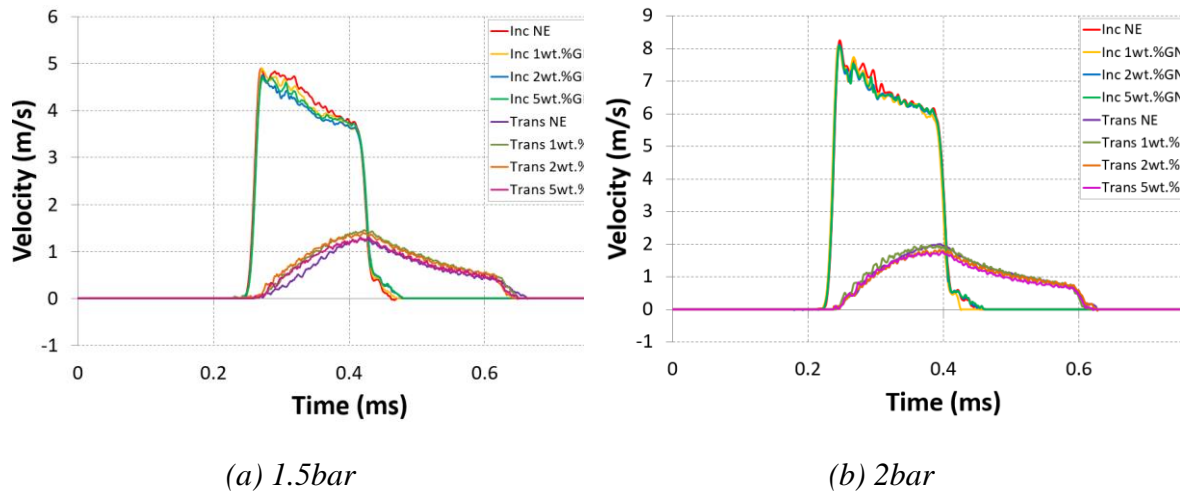 6
5
4
3
2
1
0
-1
Velocity (m/s)
0
0.2
0.4
0.6
Time (ms)
Inc NE
Inc 1wt.%GI
Inc 2wt.%GI
Inc 5wt.%GI
Trans NE
Trans 1wt.%
Trans 2wt.%
Trans 5wt.%
(a) 1.5bar
9
8
7
6
5
4
3
2
1
0
-1
Velocity (m/s)
0
0.2
0.4
0.6
Time (ms)
Inc NE
Inc 1wt.%GN
Inc 2wt.%GN
Inc 5wt.%GN
Trans NE
Trans 1wt.%
Trans 2wt.%
Trans 5wt.%
(b) 2bar